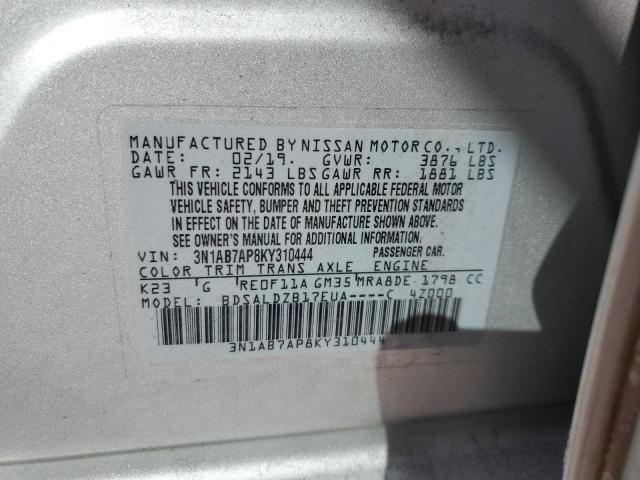 MANUFACTURED BY NISSAN MOTOR CO., LTD.
DATE: 02/19. GVWR: 3876 LBS
GAWR FR: 2143 LBS GAWR RR: 1881 LBS
THIS VEHICLE CONFORMS TO ALL APPLICABLE FEDERAL MOTOR
VEHICLE SAFETY, BUMPER AND THEFT PREVENTION STANDARDS
IN EFFECT ON THE DATE OF MANUFACTURE SHOWN ABOVE.
SEE OWNER'S MANUAL FOR ADDITIONAL INFORMATION.
VIN: 3N1AB7AP8KY310444 PASSENGER CAR.
COLOR TRIM TRANS AXLE ENGINE
K23 G RE0F11A GM35 MRA8DE 1798 CC
MODEL: BDSALDZB17EUA----C 4Z000
3N1AB7AP8KY310444